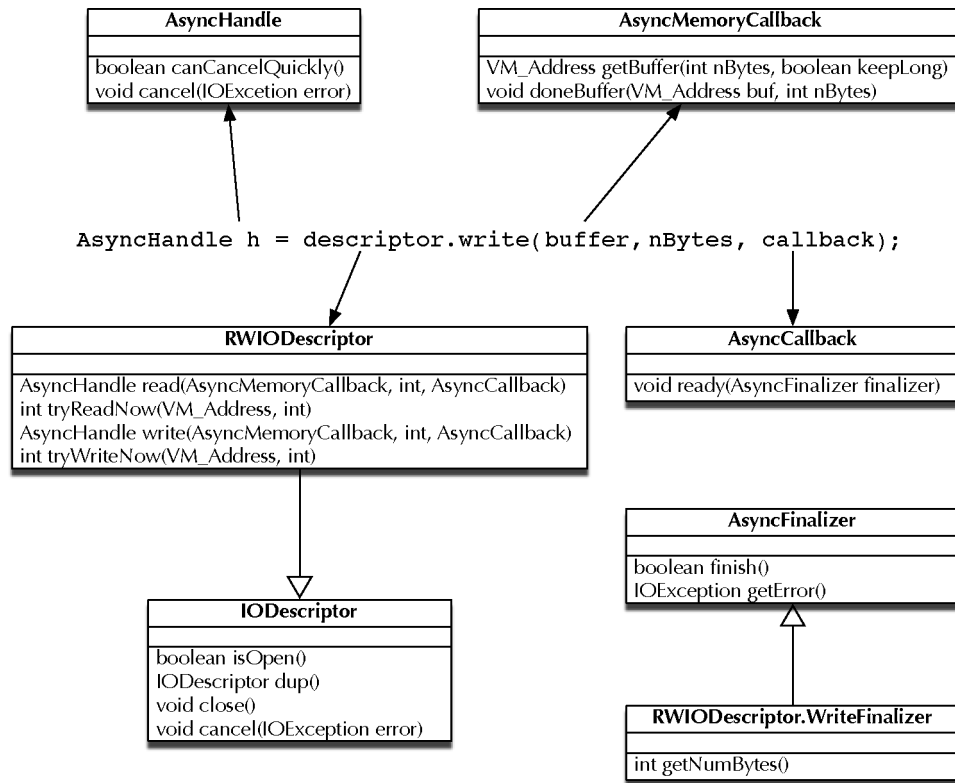 AsyncHandle
boolean canCancelQuickly()
void cancel(IOExcetion error)
AsyncMemoryCallback
VM_Address getBuffer(int nBytes, boolean keepLong)
void doneBuffer(VM_Address buf, int nBytes)
AsyncHandle h = descriptor.write(buffer,nBytes, callback);
RWIODescriptor
AsyncHandle read(AsyncMemoryCallback, int, AsyncCallback)
int tryReadNow(VM_Address, int)
AsyncHandle write(AsyncMemoryCallback, int, AsyncCallback)
int tryWriteNow(VM_Address, int)
AsyncCallback
void ready(AsyncFinalizer finalizer)
AsyncFinalizer
boolean finish()
IOException getError()
IODescriptor
boolean isOpen()
IODescriptor dup()
void close()
void cancel(IOException error)
RWIODescriptor.WriteFinalizer
int getNumBytes()